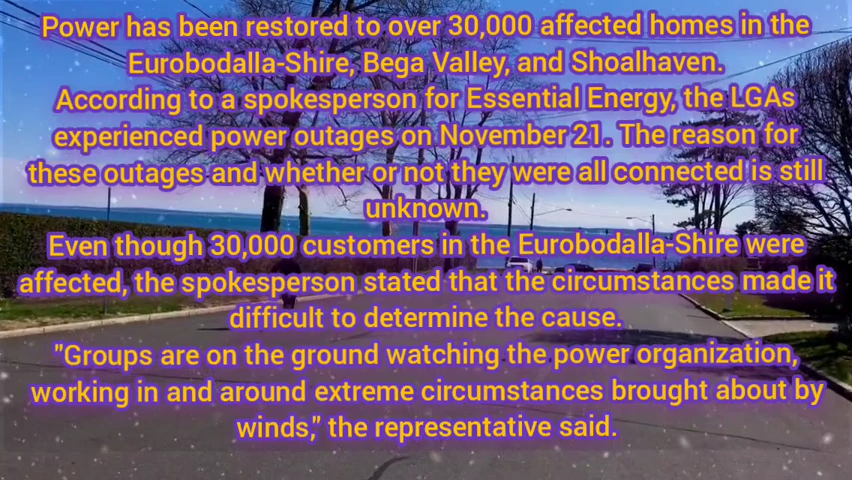 Power has been restored to over 30,000 affected homes in the
Eurobodalla-Shire, Bega Valley, and Shoalhaven.
According to a spokesperson for Essential Energy, the LGAs
experienced power outages on November 21. The reason for
these outages and whether or not they were all connected is still
unknown.
Even though 30,000 customers in the Eurobodalla-Shire were
affected, the spokesperson stated that the circumstances made it
difficult to determine the cause.
"Groups are on the ground watching the power organization,
working in and around extreme circumstances brought about by
winds," the representative said.